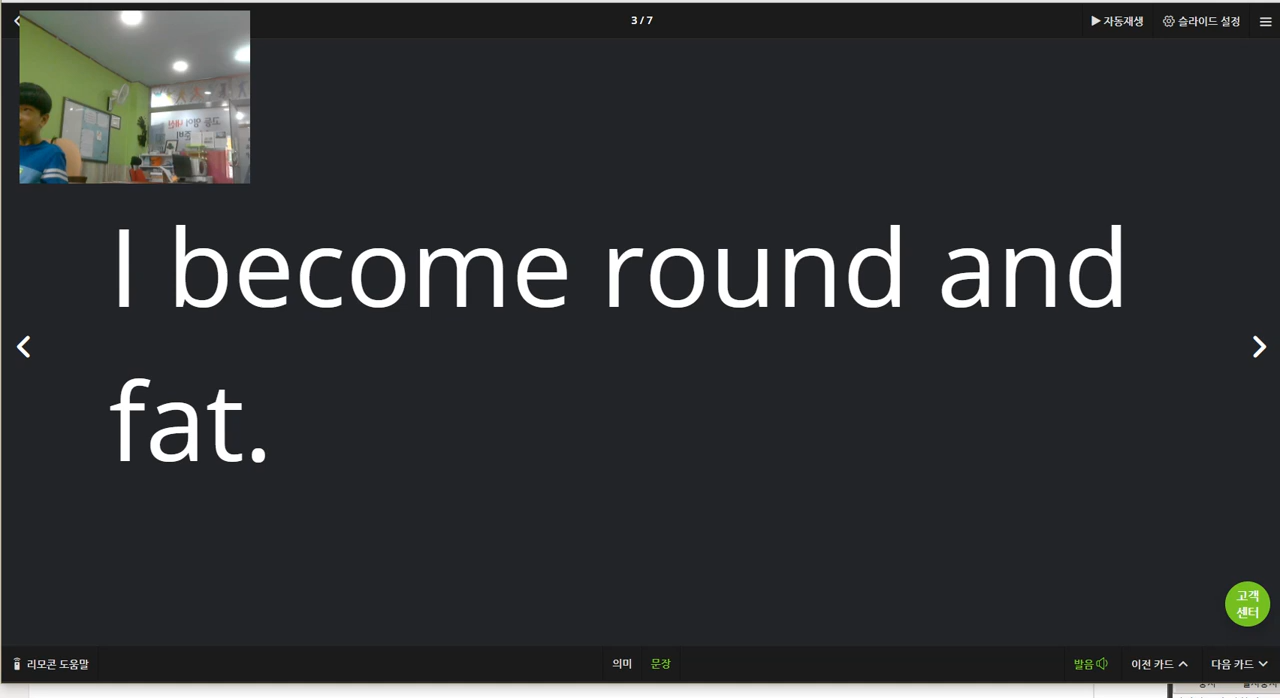 3 / 7
자동재생
슬라이드 설정
I become round and
fat.
고객
센터
리모콘 도움말
의미
문장
발음
이전 카드
다음 카드